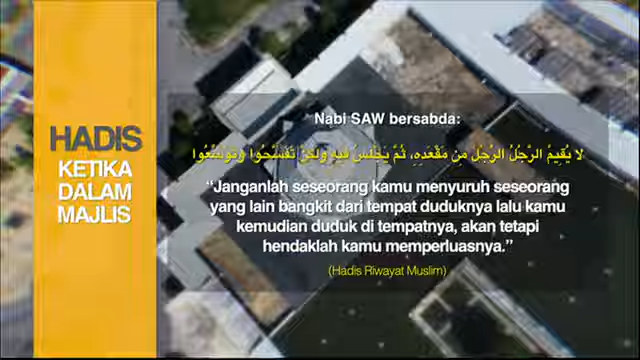 HADIS
KETIKA
DALAM
MAJLIS
Nabi SAW bersabda:
لا يُقِيمُ الرَّجُلُ الرَّجُلَ مِن مَقْعَدِهِ، ثُمَّ يَجْلِسُ فِيهِ وَلَكِنْ تَفَسَّحُوا وَتَوَسَّعُوا
“Janganlah seseorang kamu menyuruh seseorang
yang lain bangkit dari tempat duduknya lalu kamu
kemudian duduk di tempatnya, akan tetapi
hendaklah kamu memperluasnya.”
(Hadis Riwayat Muslim)